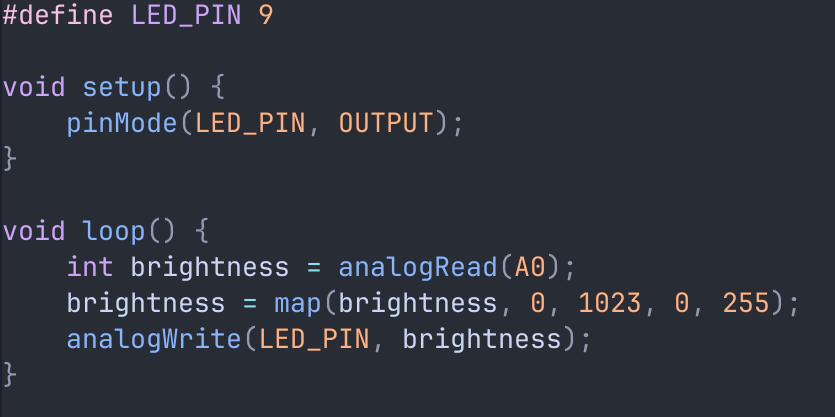 #define LED_PIN 9
void setup() {
    pinMode(LED_PIN, OUTPUT);
}
void loop() {
    int brightness = analogRead(A0);
    brightness = map(brightness, 0, 1023, 0, 255);
    analogWrite(LED_PIN, brightness);
}